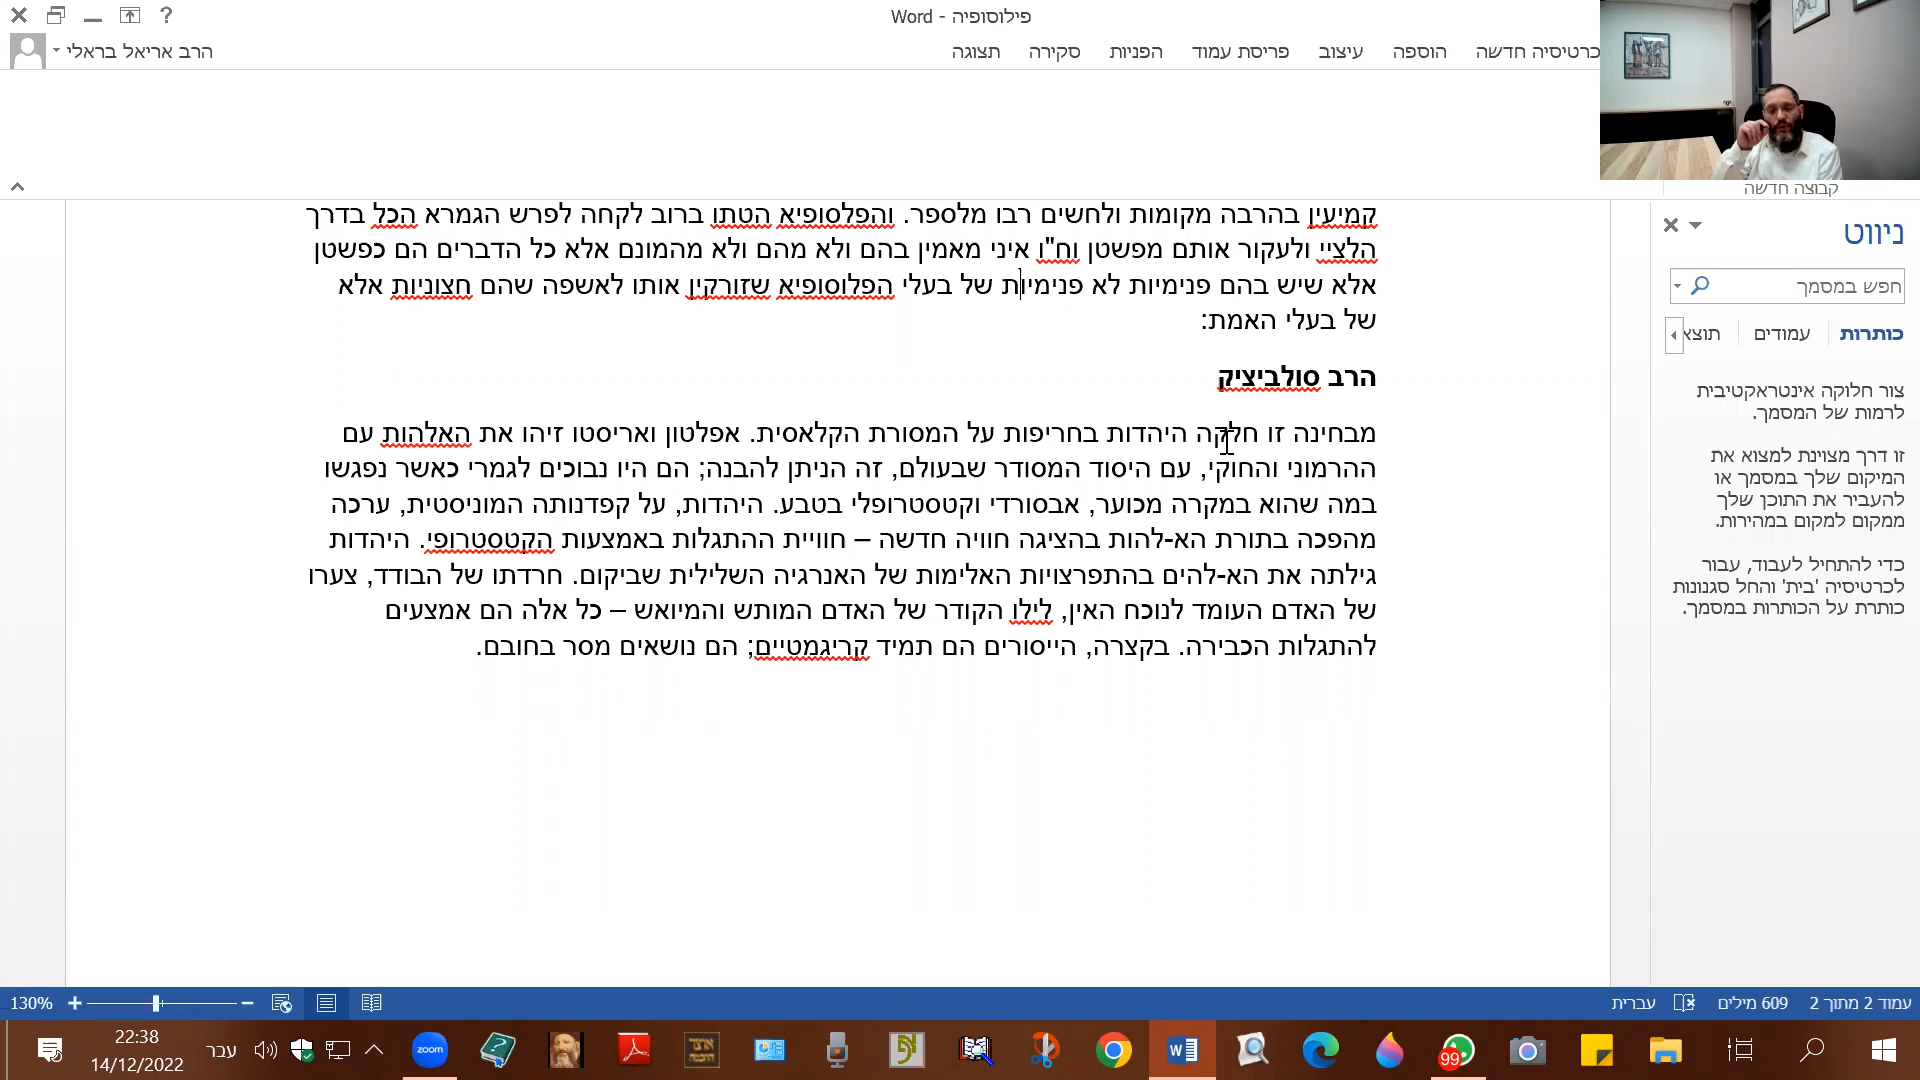 פילוסופיה - Word
כרטיסיה חדשה הוספה עיצוב פריסת עמוד הפניות סקירה תצוגה הרב אריאל בראלי
קבוצה חדשה
קמיעין בהרבה מקומות ולחשים רבו מלספר. והפלסופיא הטתו ברוב לקחה לפרש הגמרא הכל בדרך
הלציי ולעקור אותם מפשטן וח"ו איני מאמין בהם ולא מהם ולא מהמונם אלא כל הדברים הם כפשטן
אלא שיש בהם פנימיות לא פנימיות של בעלי הפלוסופיא שזורקין אותו לאשפה שהם חצוניות אלא
של בעלי האמת:
הרב סולביציק
מבחינה זו חלקה היהדות בחריפות על המסורת הקלאסית. אפלטון ואריסטו זיהו את האלהות עם
ההרמוני והחוקי, עם היסוד המסודר שבעולם, זה הניתן להבנה; הם היו נבוכים לגמרי כאשר נפגשו
במה שהוא במקרה מכוער, אבסורדי וקטסטרופלי בטבע. היהדות, על קפדנותה המוניסטית, ערכה
מהפכה בתורת הא-להות בהציגה חוויה חדשה – חוויית ההתגלות באמצעות הקטסטרופי. היהדות
גילתה את הא-להים בהתפרצויות האלימות של האנרגיה השלילית שביקום. חרדתו של הבודד, צערו
של האדם העומד לנוכח האין, לילו הקודר של האדם המותש והמיואש – כל אלה הם אמצעים
להתגלות הכבירה. בקצרה, הייסורים הם תמיד קריגמטיים; הם נושאים מסר בחובם.
ניווט
חפש במסמך
כותרות עמודים תוצא
צור חלוקה אינטראקטיבית
לרמות של המסמך.
זו דרך מצוינת למצוא את
המיקום שלך במסמך או
להעביר את התוכן שלך
ממקום למקום במהירות.
כדי להתחיל לעבוד, עבור
לכרטיסיה 'בית' והחל סגנונות
כותרת על הכותרות במסמך.
עמוד 2 מתוך 2 609 מילים עברית 130%
zoom אוצר החכמה 99 עבר 22:38
14/12/2022